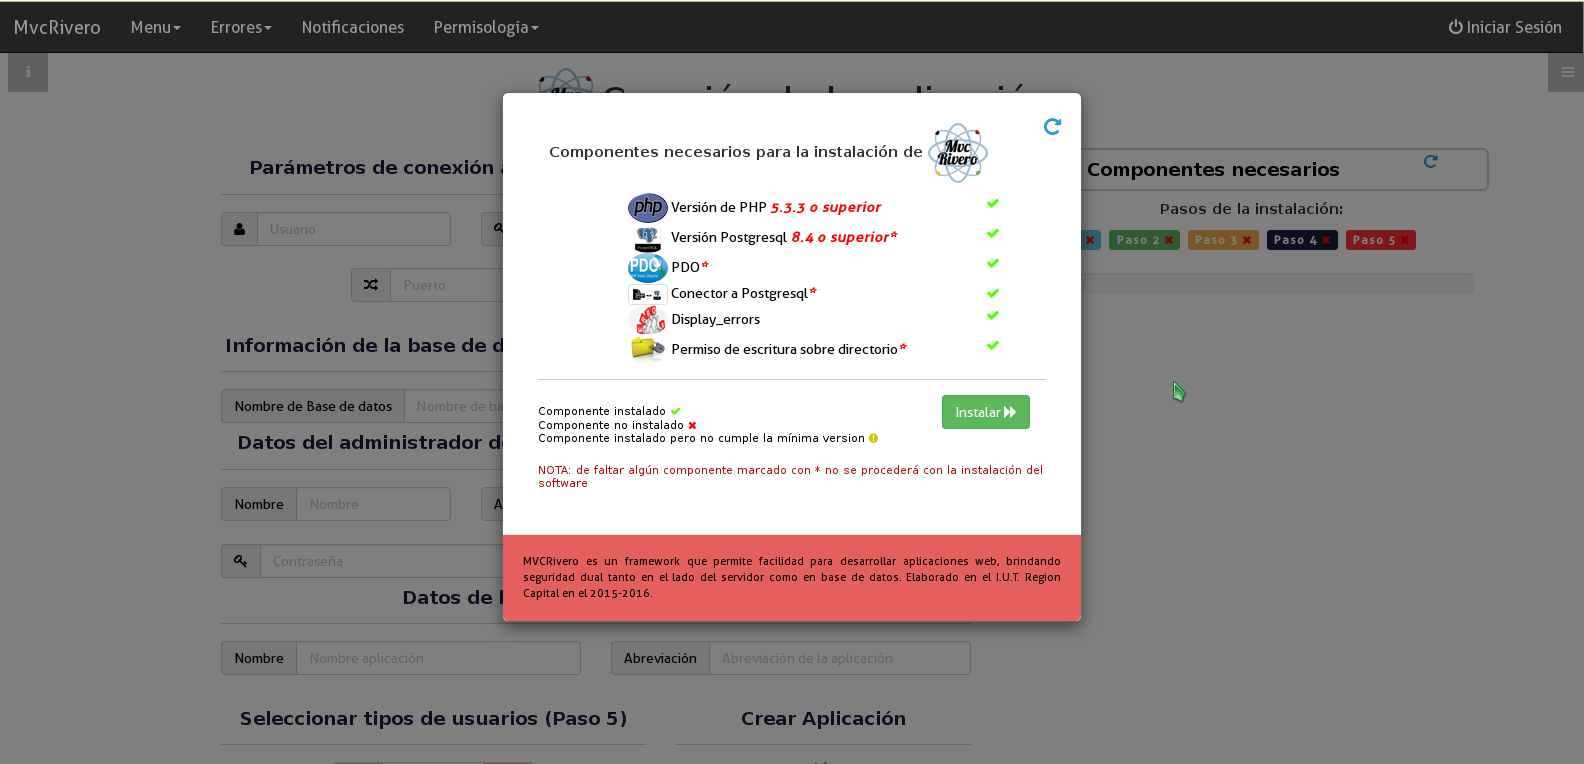 MvcRivero Menu Errores Notificaciones Permisología Iniciar Sesión
Componentes necesarios para la instalación de Mvc Rivero
Parámetros de conexión a
Componentes necesarios
Pasos de la instalación:
Paso 2 Paso 3 Paso 4 Paso 5
php Versión de PHP 5.3.3 o superior
Versión Postgresql 8.4 o superior*
PDO PDO*
Conector a Postgresql*
Display_errors
Permiso de escritura sobre directorio*
Usuario
Puerto
Información de la base de d
Nombre de Base de datos Nombre de ba
Componente instalado
Componente no instalado
Componente instalado pero no cumple la mínima version
Instalar
NOTA: de faltar algún componente marcado con * no se procederá con la instalación del
software
Datos del administrador d
Nombre Nombre A
Contraseña
MVCRivero es un framework que permite facilidad para desarrollar aplicaciones web, brindando
seguridad dual tanto en el lado del servidor como en base de datos. Elaborado en el I.U.T. Region
Capital en el 2015-2016.
Datos de l
Nombre Nombre aplicación Abreviación Abreviación de la aplicación
Seleccionar tipos de usuarios (Paso 5) Crear Aplicación